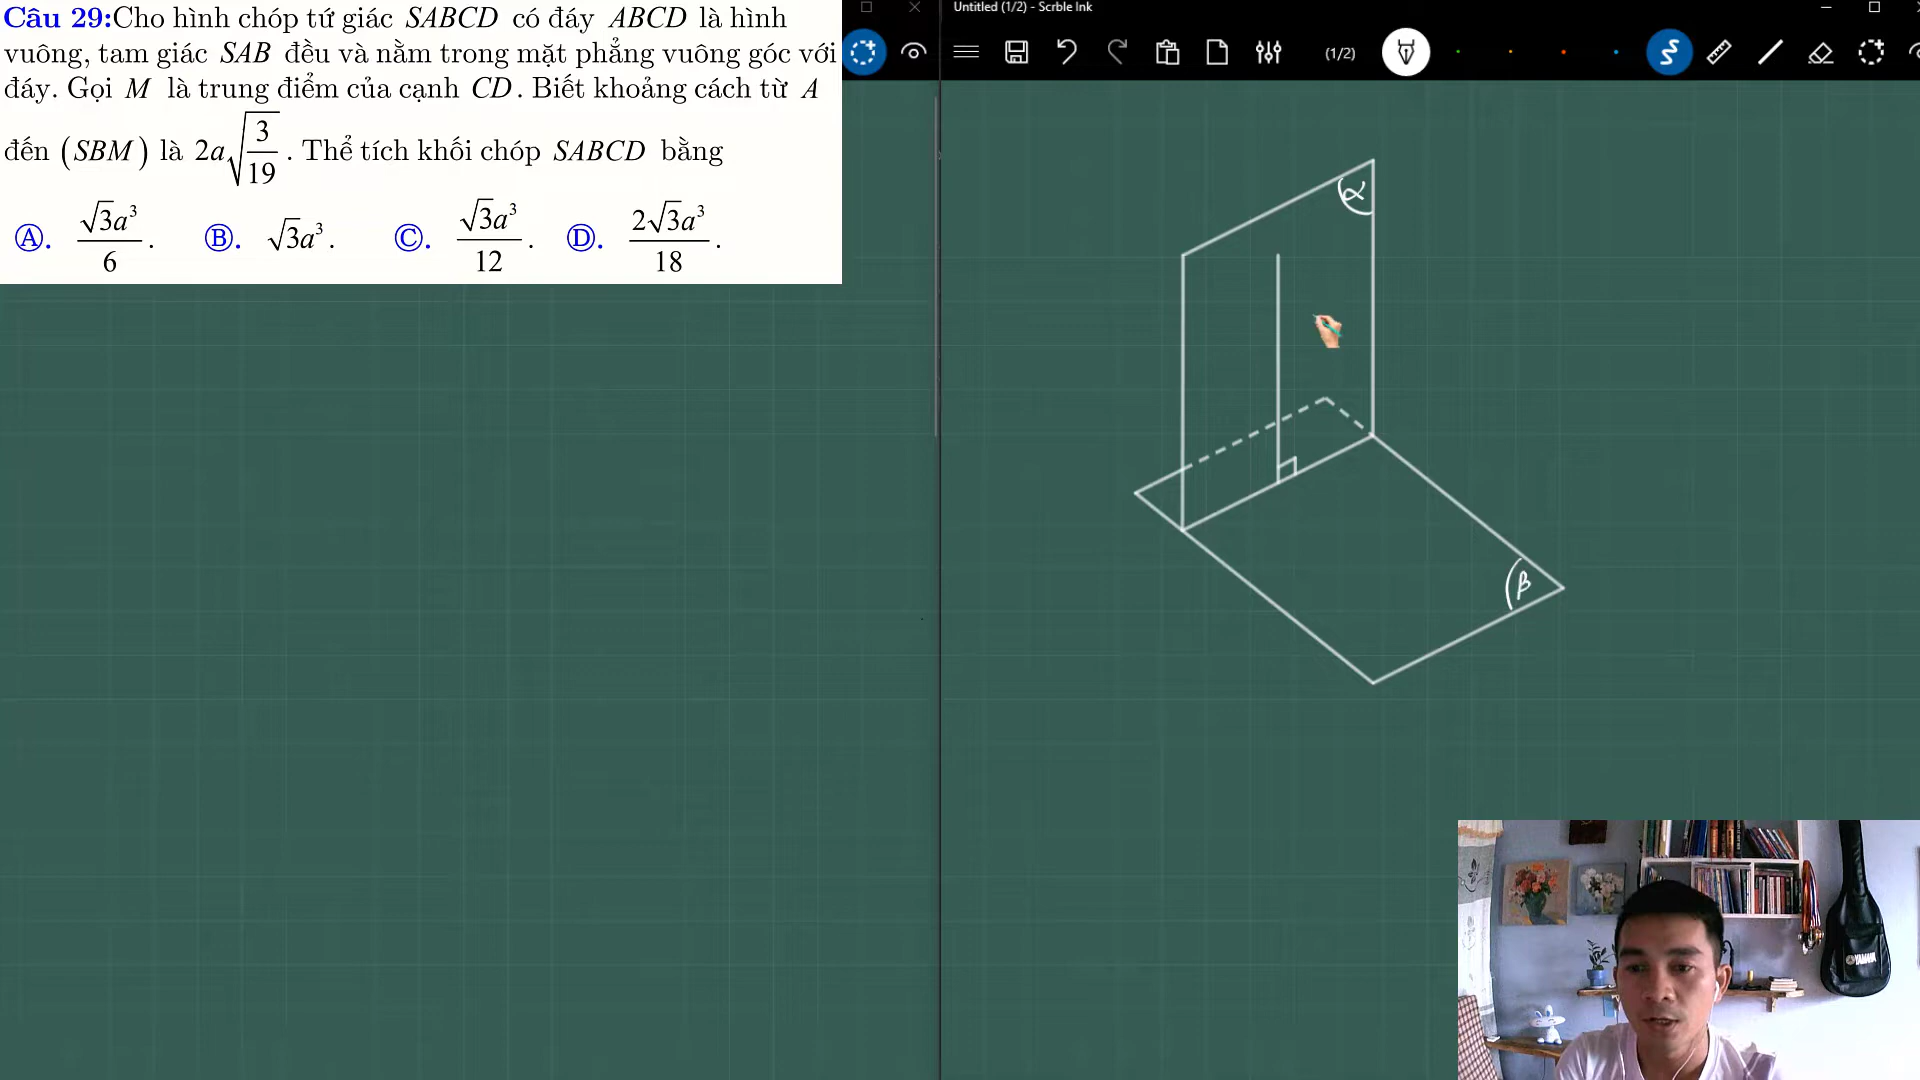 Câu 29:Cho hình chóp tứ giác SABCD có đáy ABCD là hình
vuông, tam giác SAB đều và nằm trong mặt phẳng vuông góc với
đáy. Gọi M là trung điểm của cạnh CD. Biết khoảng cách từ A
đến (SBM) là 2a√(3/19). Thể tích khối chóp SABCD bằng
Ⓐ. √3a³/6. Ⓑ. √3a³. Ⓒ. √3a³/12. Ⓓ. 2√3a³/18.
Untitled (1/2) - Scrble Ink
(1/2)
α
β
YAMAHA